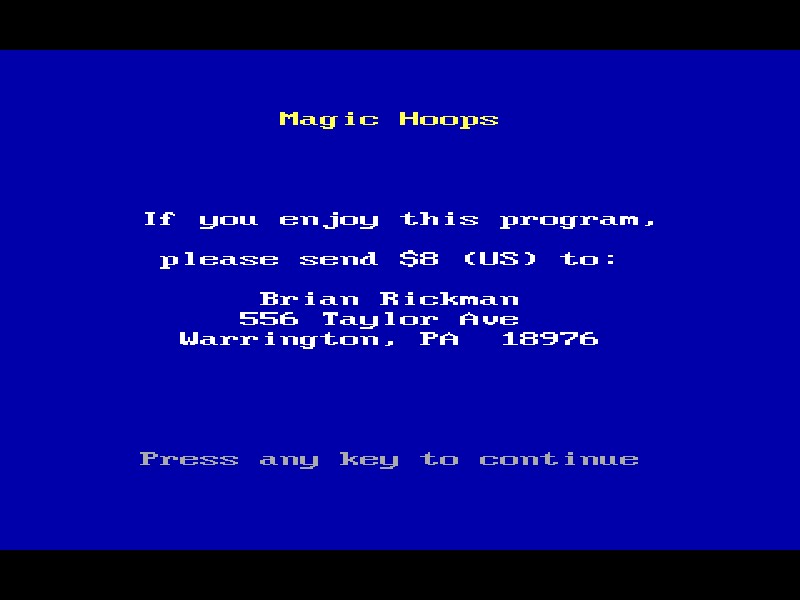 Magic Hoops
If you enjoy this program,
please send $8 (US) to:
Brian Rickman
556 Taylor Ave
Warrington, PA  18976
Press any key to continue